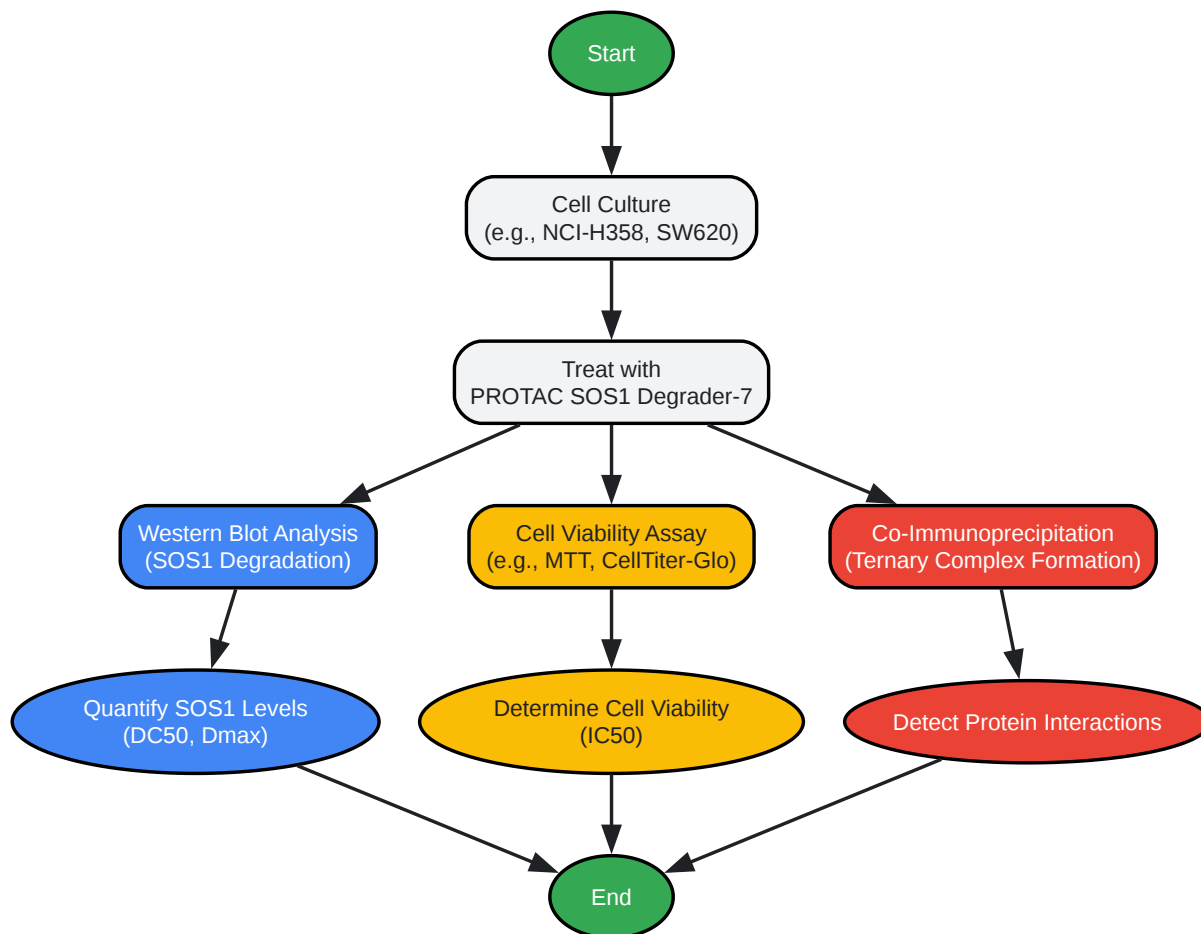 Start
Cell Culture
(e.g., NCI-H358, SW620)
Treat with
PROTAC SOS1 Degrader-7
Western Blot Analysis
(SOS1 Degradation)
Cell Viability Assay
(e.g., MTT, CellTiter-Glo)
Co-Immunoprecipitation
(Ternary Complex Formation)
Quantify SOS1 Levels
(DC50, Dmax)
Determine Cell Viability
(IC50)
Detect Protein Interactions
End